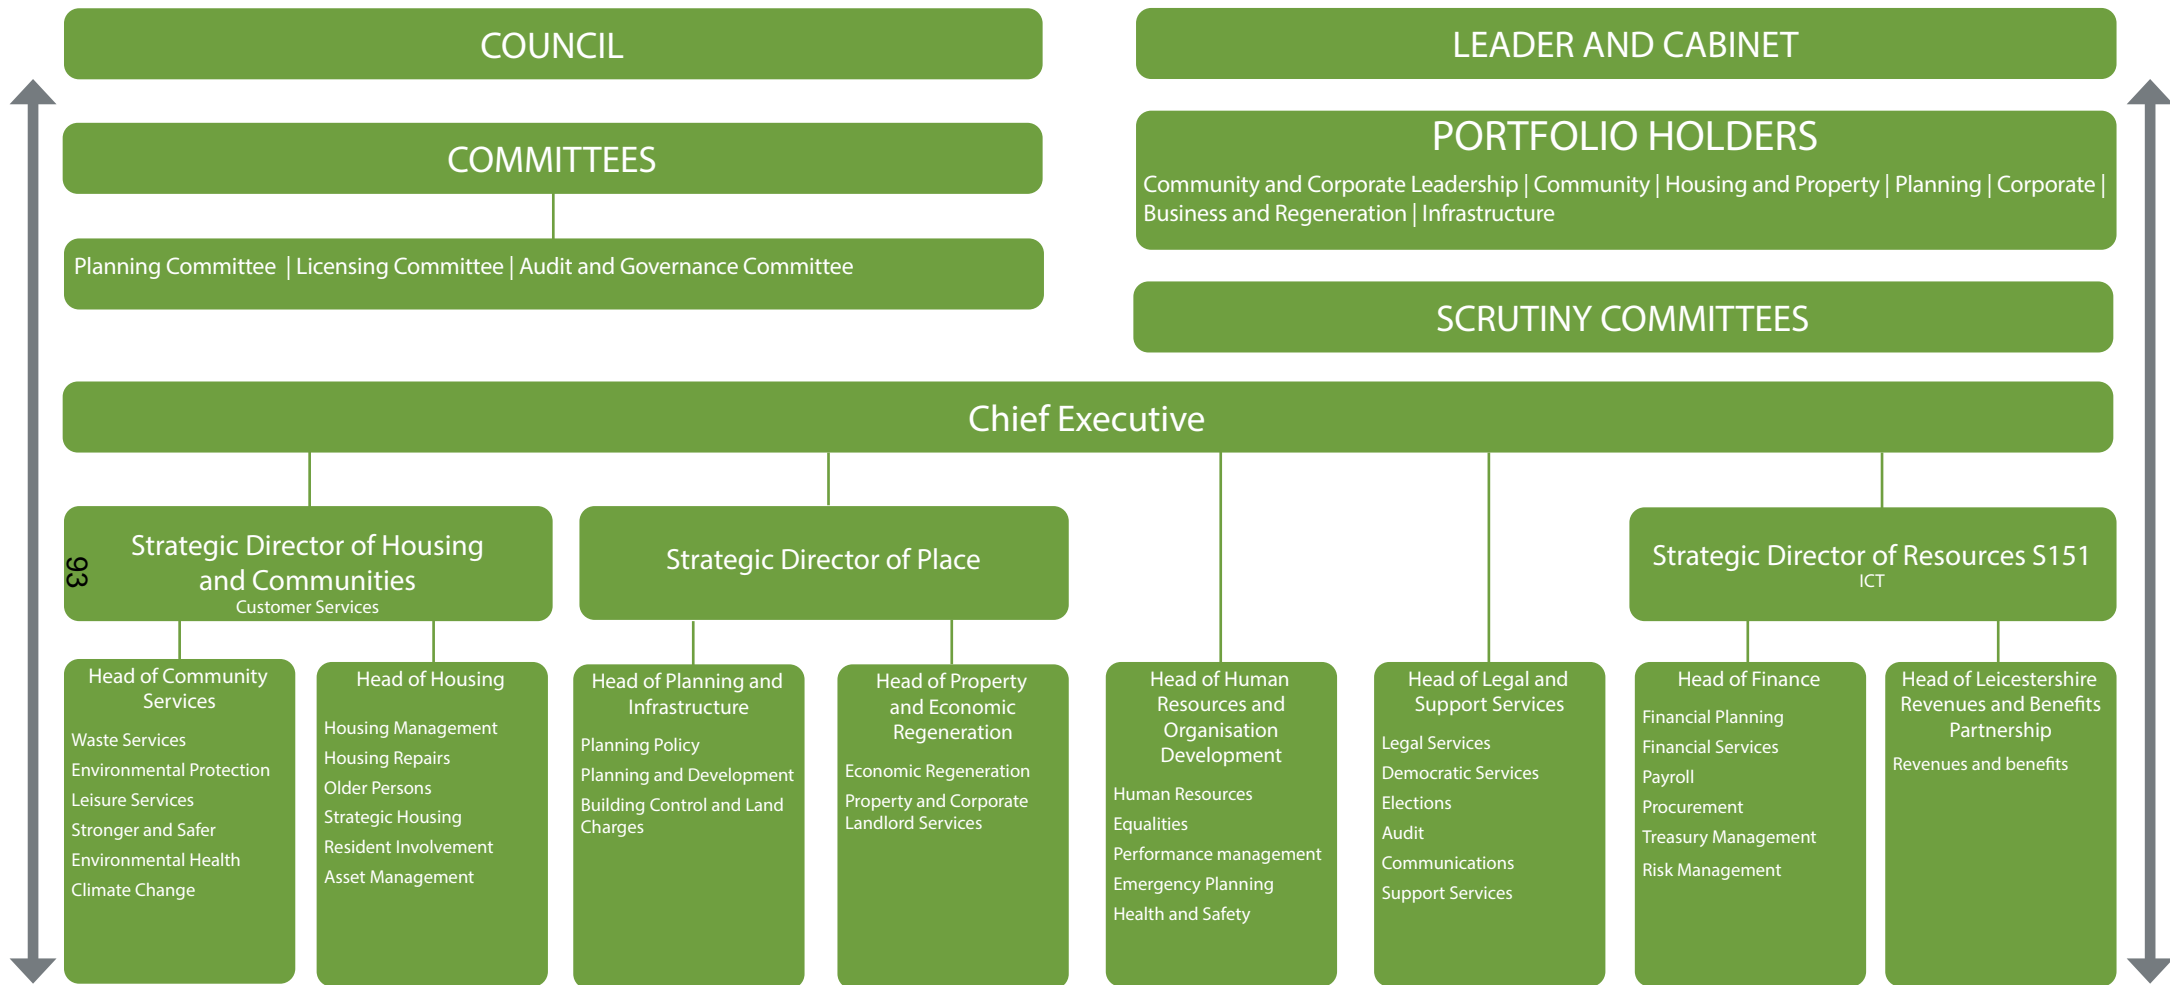 COUNCIL
COMMITTEES
Planning Committee | Licensing Committee | Audit and Governance Committee
LEADER AND CABINET
PORTFOLIO HOLDERS
Community and Corporate Leadership | Community | Housing and Property | Planning | Corporate |
Business and Regeneration | Infrastructure
SCRUTINY COMMITTEES
Chief Executive
Strategic Director of Housing
and Communities
Customer Services
93
Strategic Director of Place
Strategic Director of Resources S151
ICT
Head of Community
Services
Waste Services
Environmental Protection
Leisure Services
Stronger and Safer
Environmental Health
Climate Change
Head of Housing
Housing Management
Housing Repairs
Older Persons
Strategic Housing
Resident Involvement
Asset Management
Head of Planning and
Infrastructure
Planning Policy
Planning and Development
Building Control and Land
Charges
Head of Property
and Economic
Regeneration
Economic Regeneration
Property and Corporate
Landlord Services
Head of Human
Resources and
Organisation
Development
Human Resources
Equalities
Performance management
Emergency Planning
Health and Safety
Head of Legal and
Support Services
Legal Services
Democratic Services
Elections
Audit
Communications
Support Services
Head of Finance
Financial Planning
Financial Services
Payroll
Procurement
Treasury Management
Risk Management
Head of Leicestershire
Revenues and Benefits
Partnership
Revenues and benefits